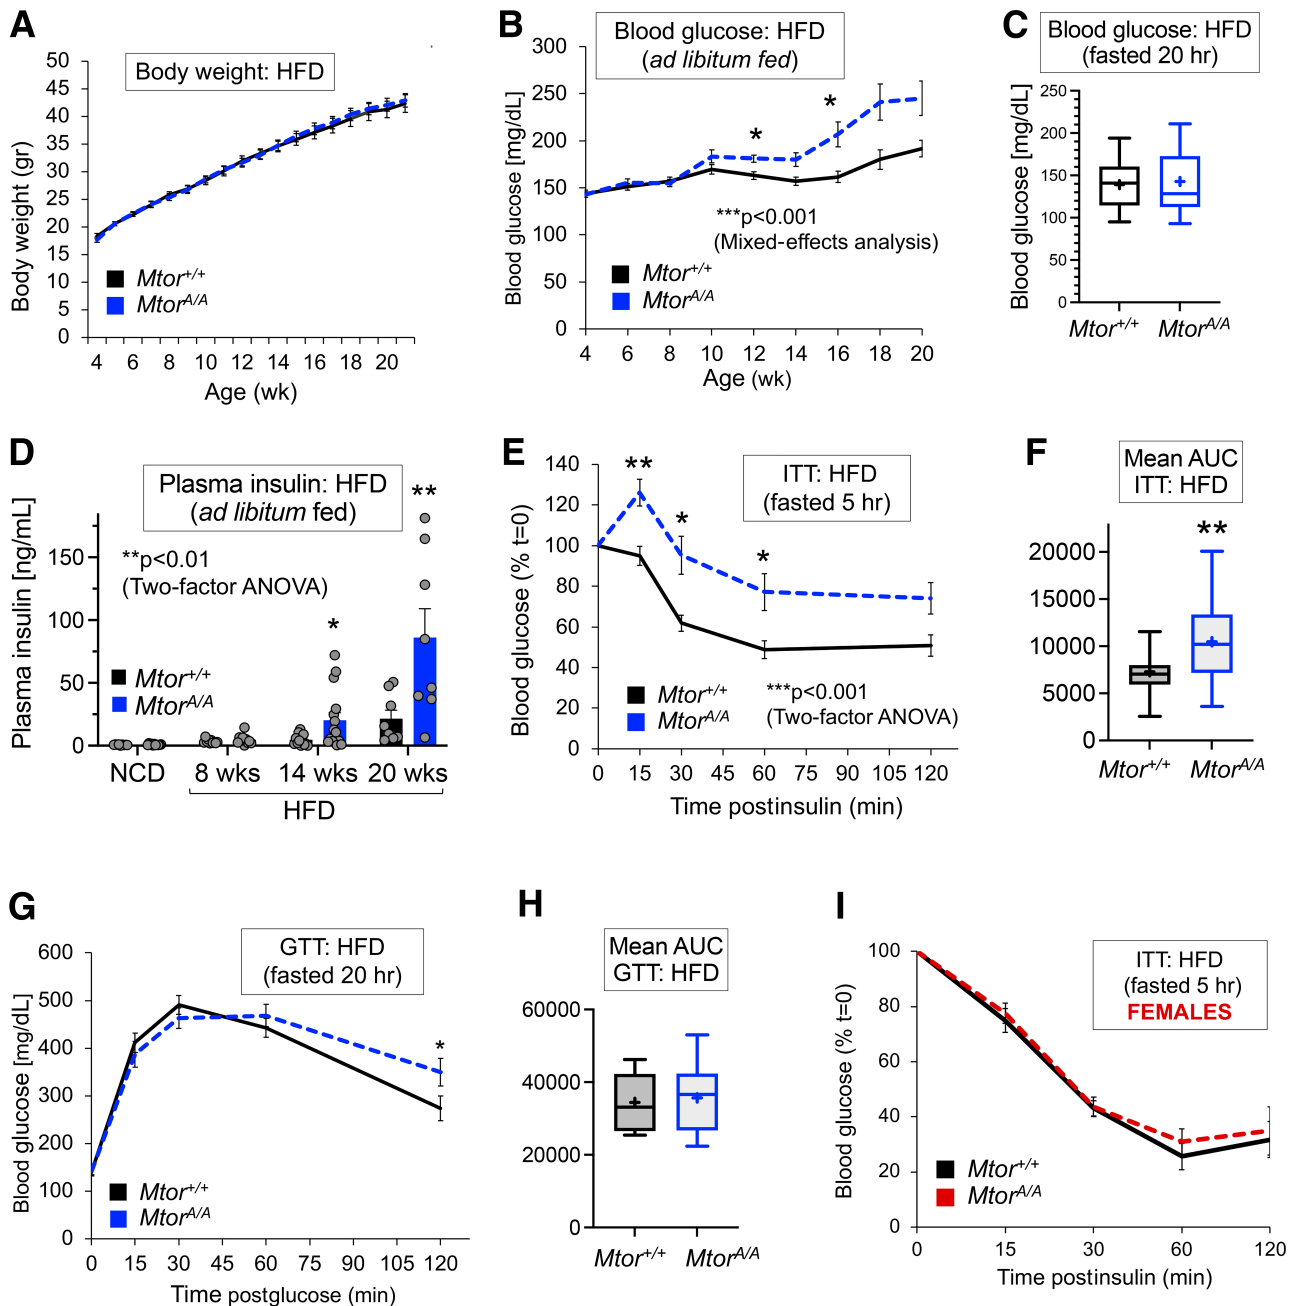 A
Body weight: HFD
Body weight (gr)
50
45
40
35
30
25
20
15
10
5
0
Mtor+/+
MtorA/A
4 6 8 10 12 14 16 18 20
Age (wk)
B
Blood glucose: HFD
(ad libitum fed)
Blood glucose [mg/dL]
300
250
200
150
100
50
0
* *
***p<0.001
(Mixed-effects analysis)
Mtor+/+
MtorA/A
4 6 8 10 12 14 16 18 20
Age (wk)
C
Blood glucose: HFD
(fasted 20 hr)
Blood glucose [mg/dL]
250
200
150
100
50
0
Mtor+/+ MtorA/A
D
Plasma insulin: HFD
(ad libitum fed)
Plasma insulin [ng/mL]
150
100
50
0
**p<0.01
(Two-factor ANOVA)
* **
Mtor+/+
MtorA/A
NCD 8 wks 14 wks 20 wks
HFD
E
ITT: HFD
(fasted 5 hr)
Blood glucose (% t=0)
140
120
100
80
60
40
20
0
** * *
Mtor+/+
MtorA/A
***p<0.001
(Two-factor ANOVA)
0 15 30 45 60 75 90 105 120
Time postinsulin (min)
F
Mean AUC
ITT: HFD
**
20000
15000
10000
5000
0
Mtor+/+ MtorA/A
G
GTT: HFD
(fasted 20 hr)
Blood glucose [mg/dL]
600
500
400
300
200
100
0
*
Mtor+/+
MtorA/A
0 15 30 45 60 75 90 105 120
Time postglucose (min)
H
Mean AUC
GTT: HFD
60000
40000
20000
0
Mtor+/+ MtorA/A
I
ITT: HFD
(fasted 5 hr)
FEMALES
Blood glucose (% t=0)
100
80
60
40
20
0
Mtor+/+
MtorA/A
0 15 30 60 120
Time postinsulin (min)